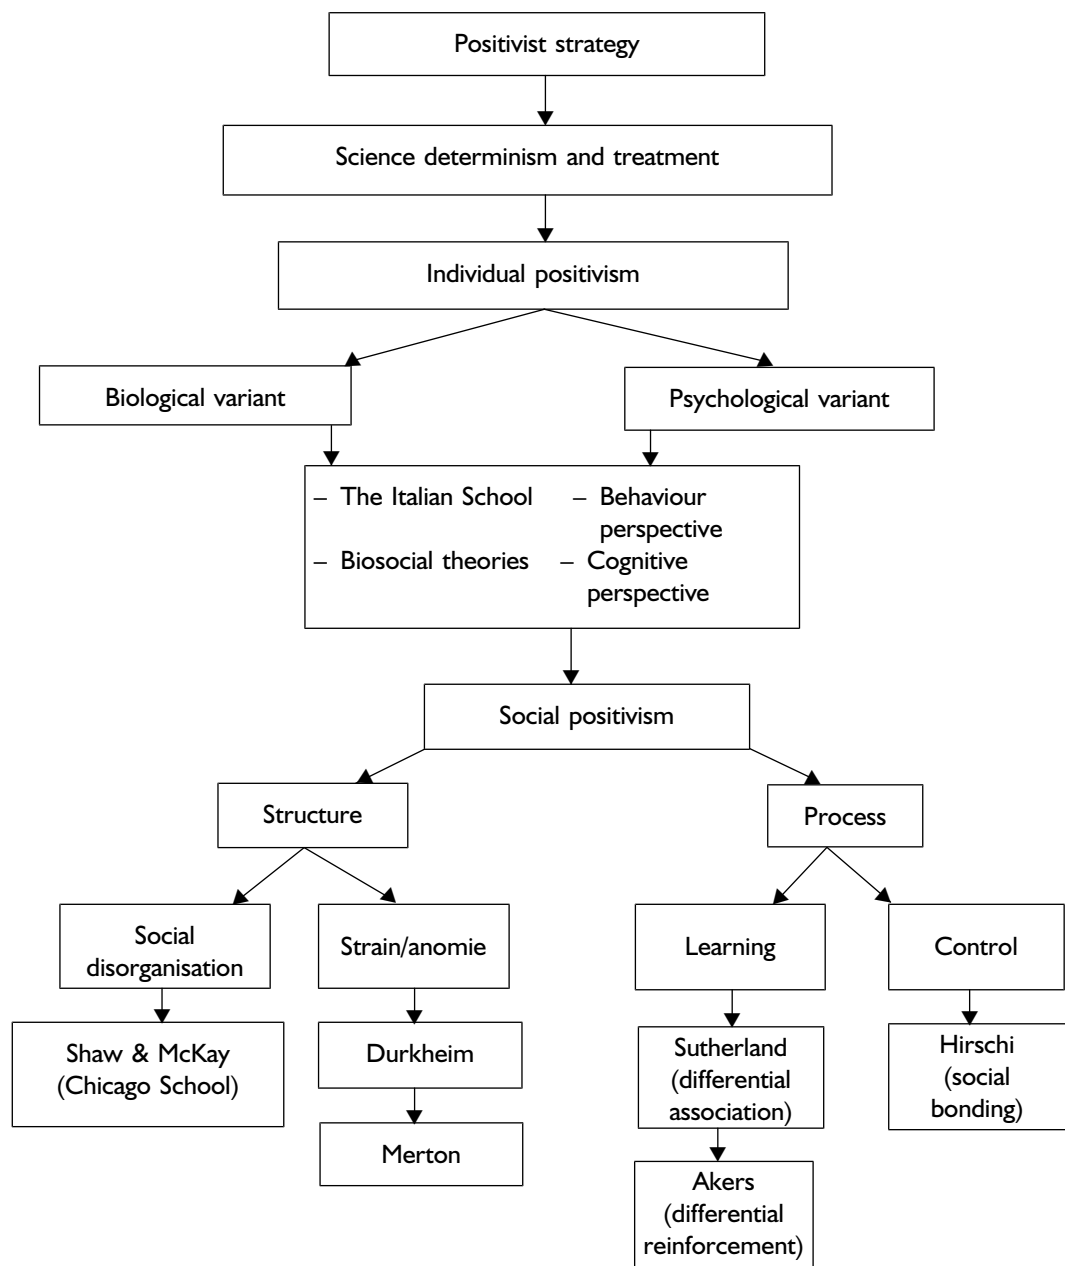 Positivist strategy
Science determinism and treatment
Individual positivism
Biological variant
Psychological variant
– The Italian School
– Behaviour
perspective
– Biosocial theories
– Cognitive
perspective
Social positivism
Structure
Process
Social
disorganisation
Strain/anomie
Learning
Control
Shaw & McKay
(Chicago School)
Durkheim
Sutherland
(differential
association)
Hirschi
(social
bonding)
Merton
Akers
(differential
reinforcement)